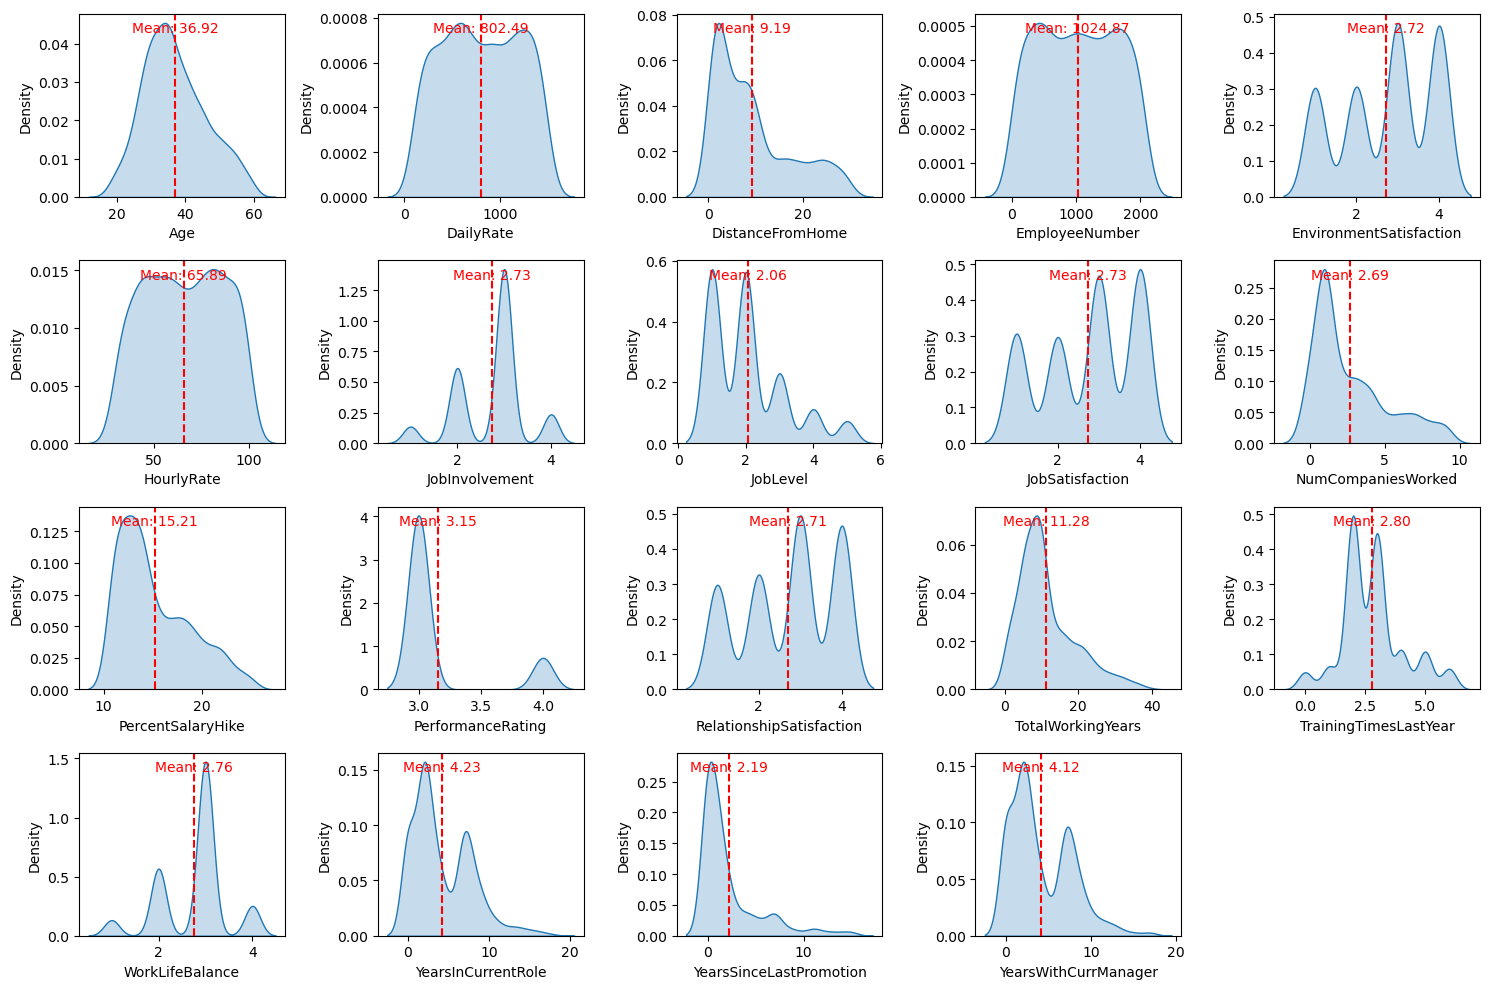 Mean: 36.92
Density
0.04
0.03
0.02
0.01
0.00
20 40 60
Age
Mean: 802.49
Density
0.0008
0.0006
0.0004
0.0002
0.0000
0 1000
DailyRate
Mean: 9.19
Density
0.08
0.06
0.04
0.02
0.00
0 20
DistanceFromHome
Mean: 1024.87
Density
0.0005
0.0004
0.0003
0.0002
0.0001
0.0000
0 1000 2000
EmployeeNumber
Mean: 2.72
Density
0.5
0.4
0.3
0.2
0.1
0.0
2 4
EnvironmentSatisfaction
Mean: 65.89
Density
0.015
0.010
0.005
0.000
50 100
HourlyRate
Mean: 2.73
Density
1.25
1.00
0.75
0.50
0.25
0.00
2 4
JobInvolvement
Mean: 2.06
Density
0.6
0.4
0.2
0.0
0 2 4 6
JobLevel
Mean: 2.73
Density
0.5
0.4
0.3
0.2
0.1
0.0
2 4
JobSatisfaction
Mean: 2.69
Density
0.25
0.20
0.15
0.10
0.05
0.00
0 5 10
NumCompaniesWorked
Mean: 15.21
Density
0.125
0.100
0.075
0.050
0.025
0.000
10 20
PercentSalaryHike
Mean: 3.15
Density
4
3
2
1
0
3.0 3.5 4.0
PerformanceRating
Mean: 2.71
Density
0.5
0.4
0.3
0.2
0.1
0.0
2 4
RelationshipSatisfaction
Mean: 11.28
Density
0.06
0.04
0.02
0.00
0 20 40
TotalWorkingYears
Mean: 2.80
Density
0.5
0.4
0.3
0.2
0.1
0.0
0.0 2.5 5.0
TrainingTimesLastYear
Mean: 2.76
Density
1.5
1.0
0.5
0.0
2 4
WorkLifeBalance
Mean: 4.23
Density
0.15
0.10
0.05
0.00
0 10 20
YearsInCurrentRole
Mean: 2.19
Density
0.25
0.20
0.15
0.10
0.05
0.00
0 10
YearsSinceLastPromotion
Mean: 4.12
Density
0.15
0.10
0.05
0.00
0 10 20
YearsWithCurrManager